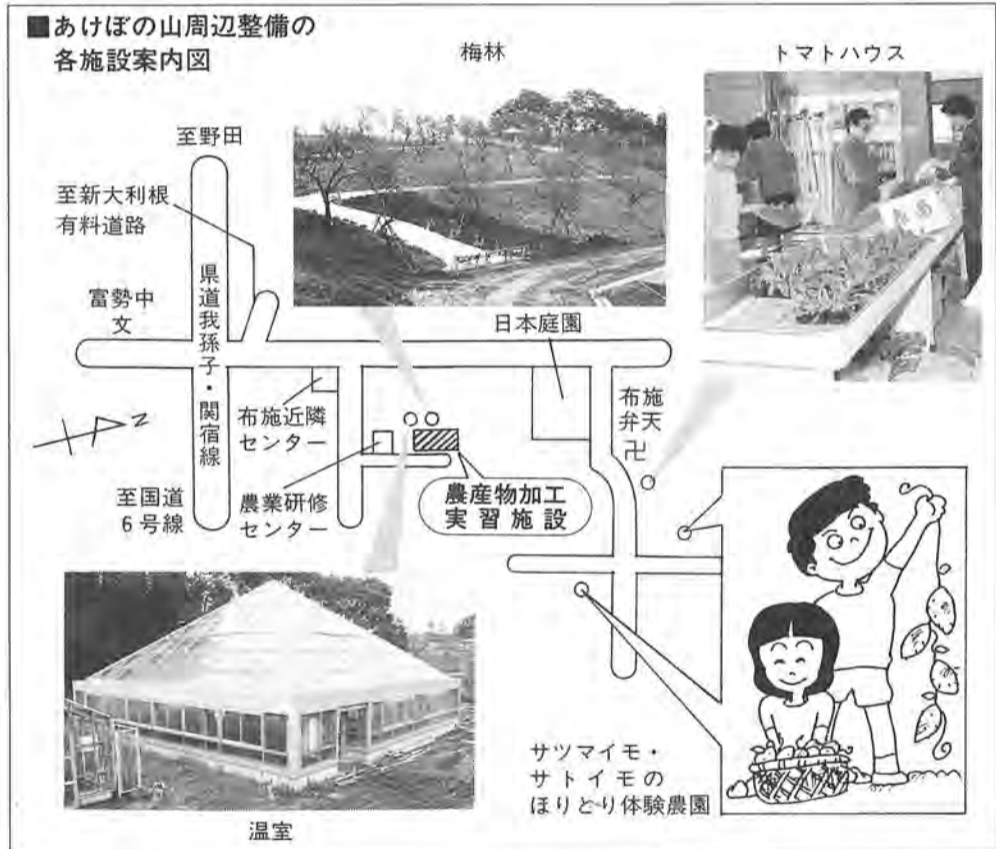 ■あけぼの山周辺整備の
各施設案内図
梅林
トマトハウス
至野田
至新大利根
有料道路
県道我孫子・関宿線
富勢中
文
日本庭園
布施
弁天
卍
布施近隣
センター
N
至国道
6号線
農業研修
センター
農産物加工
実習施設
サツマイモ・
サトイモの
ほりとり体験農園
温室